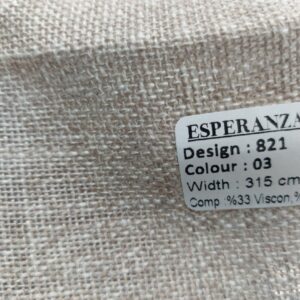 ESPERANZA
Design : 821
Colour : 03
Width : 315 cm
Comp :%33 Viscon,%